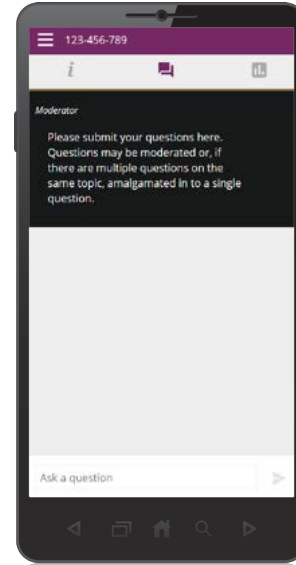 123-456-789
i
Moderator
Please submit your questions here.
Questions may be moderated or, if
there are multiple questions on the
same topic, amalgamated in to a single
question.
Ask a question